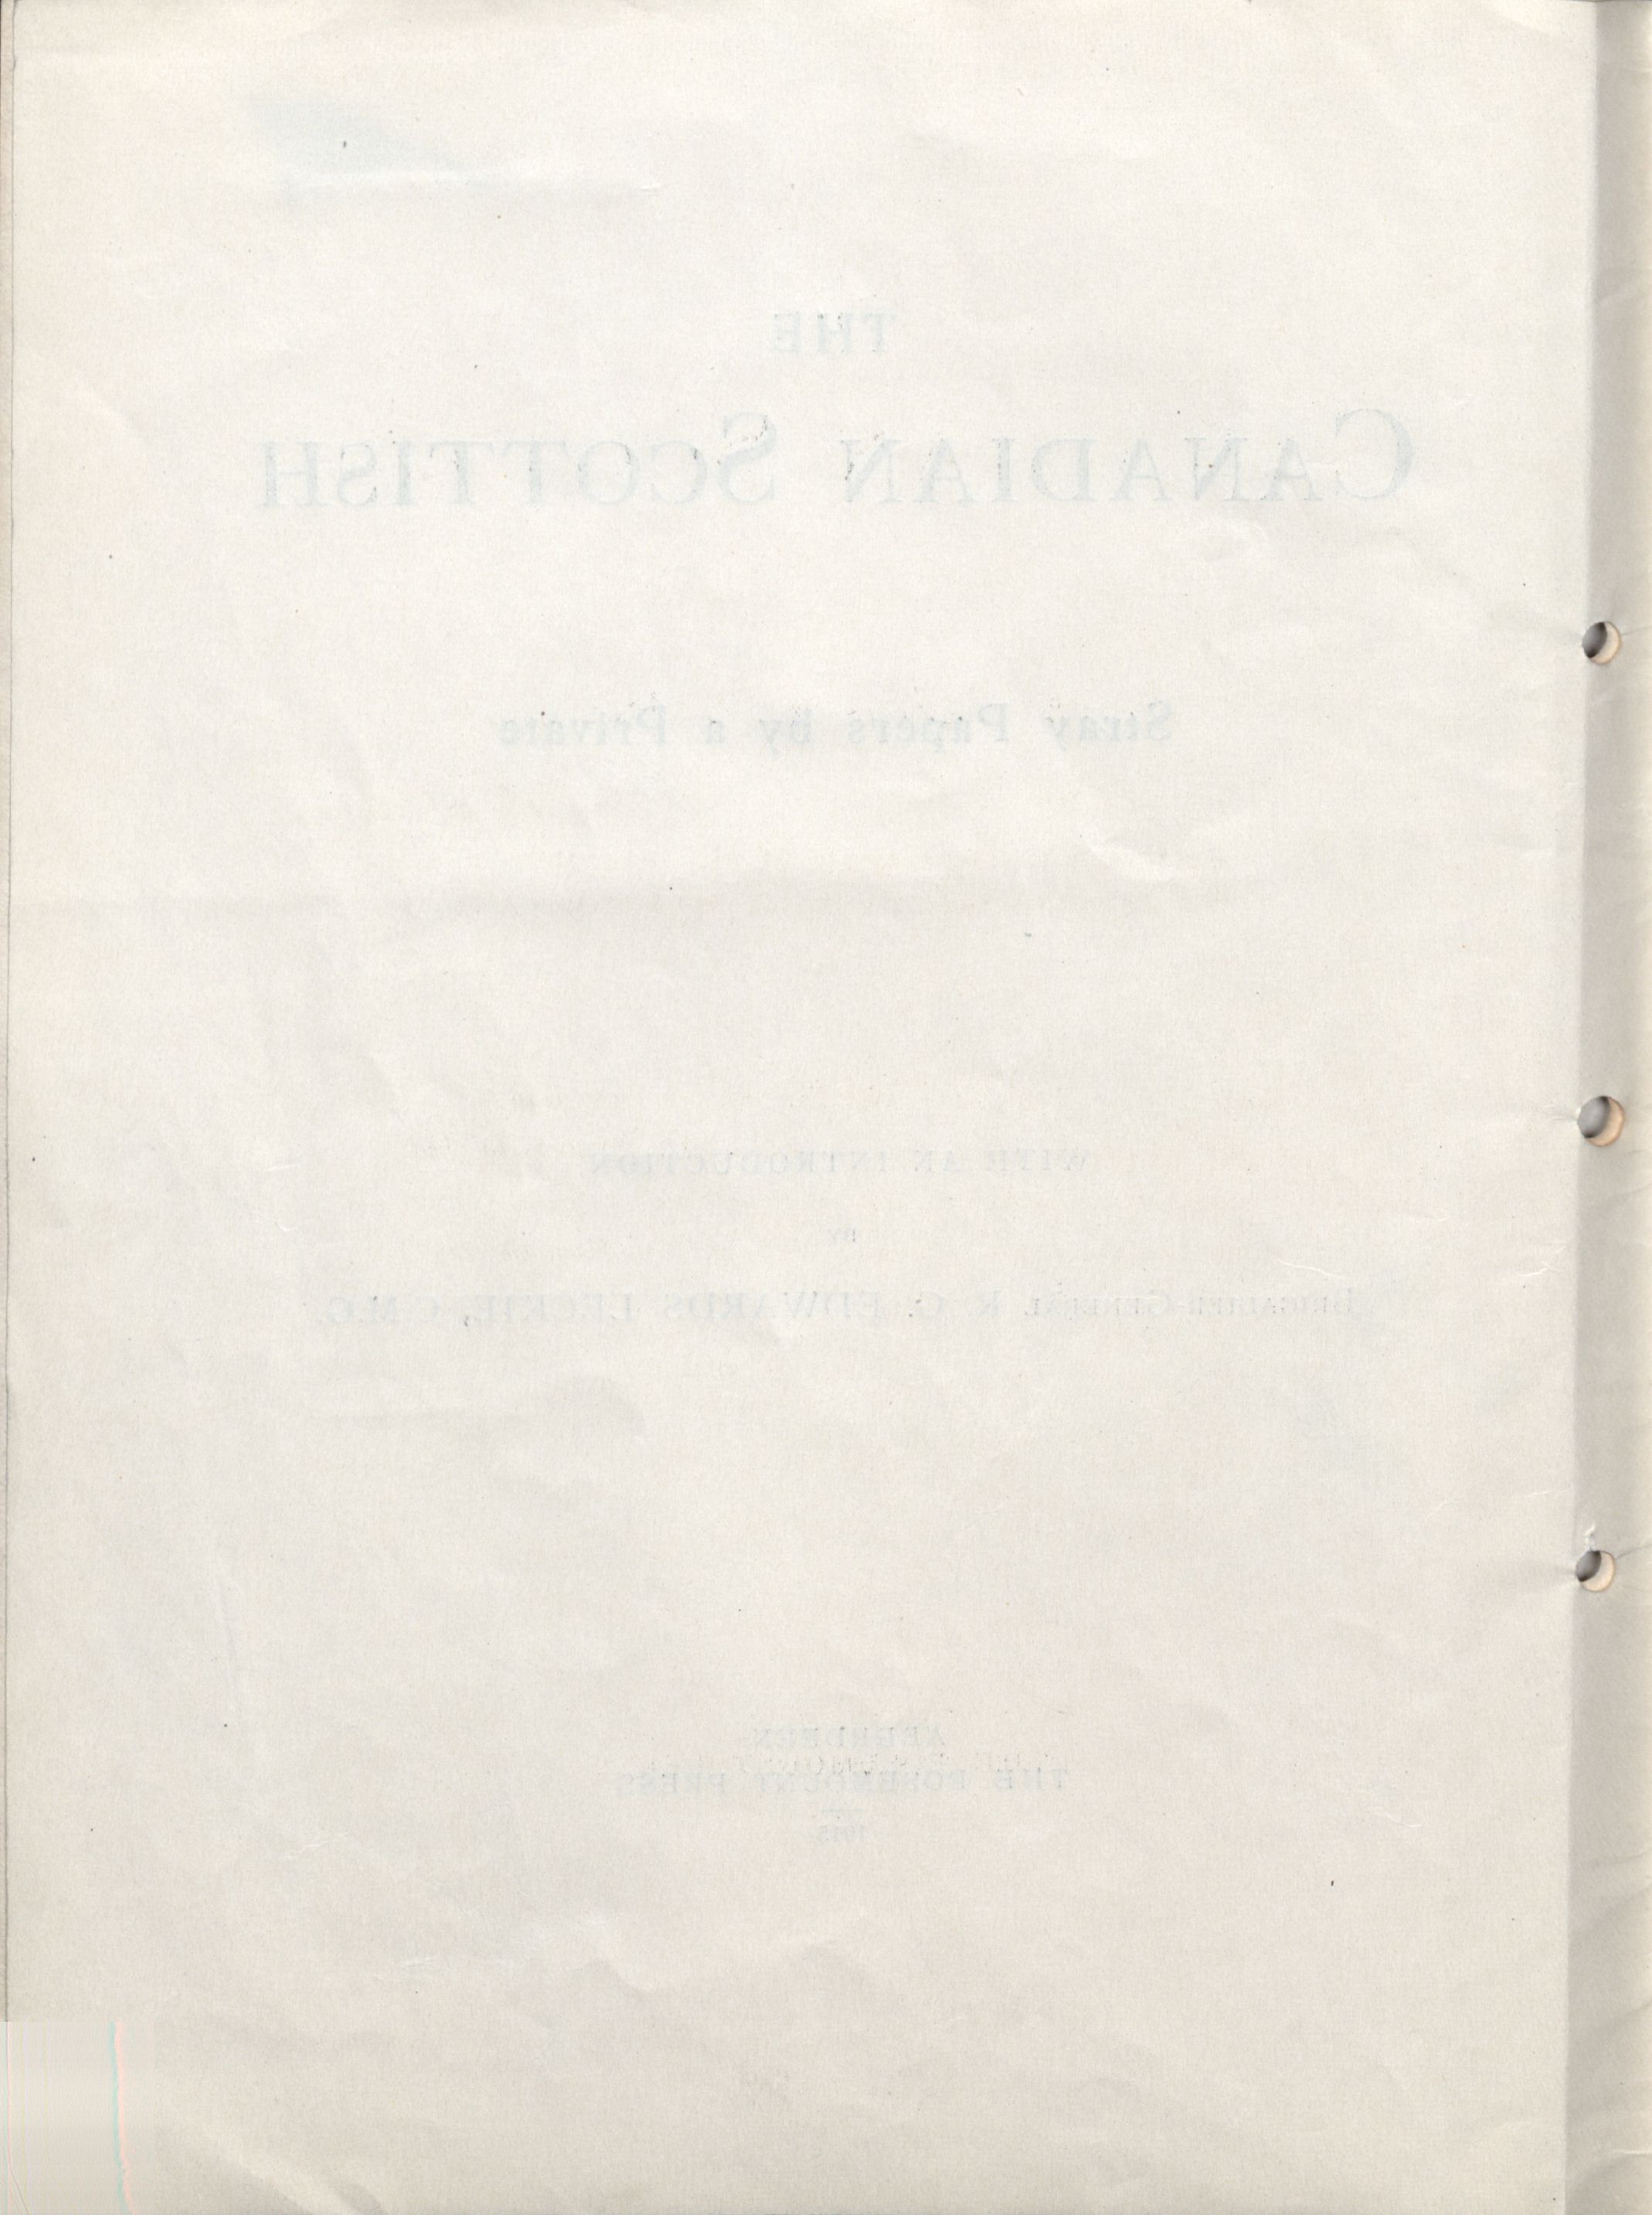 THE
CANADIAN SCOTTISH
Stray Papers by a Private
WITH AN INTRODUCTION
BY
BRIGADIER-GENERAL R. G. EDWARDS LECKIE, C.M.G.
ABERDEEN
THE ROSEMOUNT PRESS
1915